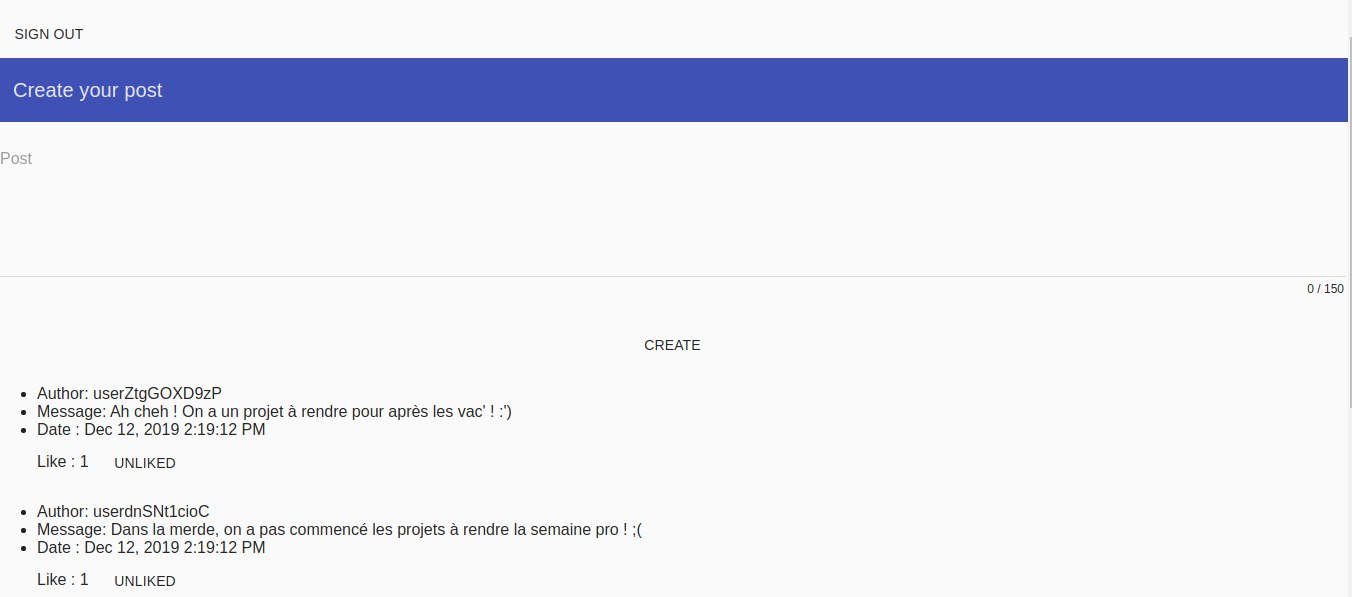 SIGN OUT
Create your post
Post
0 / 150
CREATE
Author: userZtgGOXD9zP
Message: Ah cheh ! On a un projet à rendre pour après les vac' ! :')
Date : Dec 12, 2019 2:19:12 PM
Like : 1 UNLIKED
Author: userdnSNt1cioC
Message: Dans la merde, on a pas commencé les projets à rendre la semaine pro ! ;(
Date : Dec 12, 2019 2:19:12 PM
Like : 1 UNLIKED